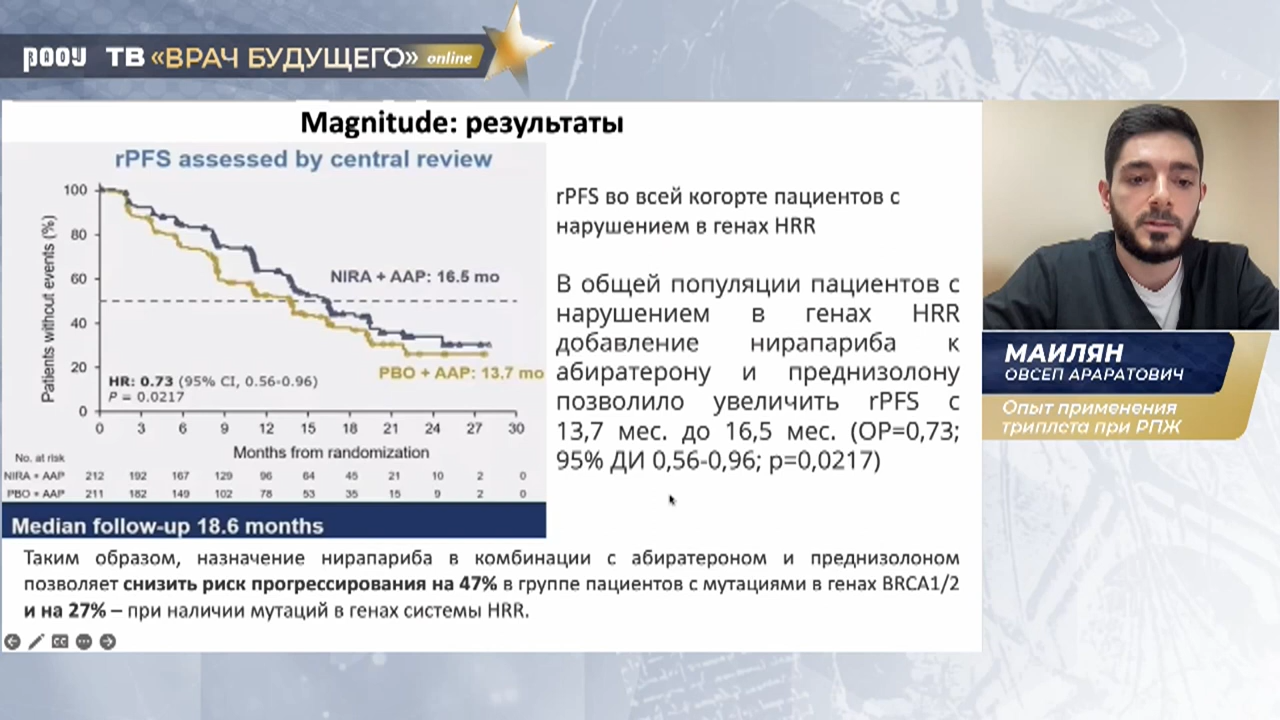 РООУ ТВ «ВРАЧ БУДУЩЕГО» online
Magnitude: результаты
rPFS assessed by central review
Patients without events (%)
100
80
60
40
20
0
NIRA + AAP: 16.5 mo
PBO + AAP: 13,7 mo
HR: 0.73 (95% CI, 0.56-0.96)
P = 0.0217
0 3 6 9 12 15 18 21 24 27 30
Months from randomization
No. at risk
NIRA + AAP 212 192 167 129 96 64 45 21 10 2 0
PBO + AAP 211 182 149 102 78 53 35 15 9 2 0
Median follow-up 18.6 months
rPFS во всей когорте пациентов с
нарушением в генах HRR
В общей популяции пациентов с
нарушением в генах HRR
добавление нирапариба к
абиратерону и преднизолону
позволило увеличить rPFS с
13,7 мес. до 16,5 мес. (ОР=0,73;
95% ДИ 0,56-0,96; p=0,0217)
Таким образом, назначение нирапариба в комбинации с абиратероном и преднизолоном
позволяет снизить риск прогрессирования на 47% в группе пациентов с мутациями в генах BRCA1/2
и на 27% – при наличии мутаций в генах системы HRR.
CC
МАИЛЯН
ОВСЕП АРАРАТОВИЧ
Опыт применения
триплета при РПЖ